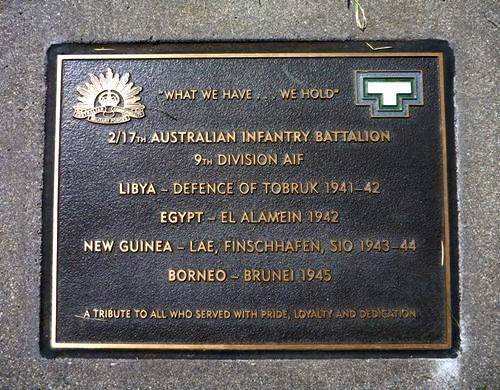 "WHAT WE HAVE . . . WE HOLD"
2/17TH AUSTRALIAN INFANTRY BATTALION
9TH DIVISION AIF
LIBYA – DEFENCE OF TOBRUK 1941–42
EGYPT – EL ALAMEIN 1942
NEW GUINEA – LAE, FINSCHHAFEN, SIO 1943–44
BORNEO – BRUNEI 1945
A TRIBUTE TO ALL WHO SERVED WITH PRIDE, LOYALTY AND DEDICATION